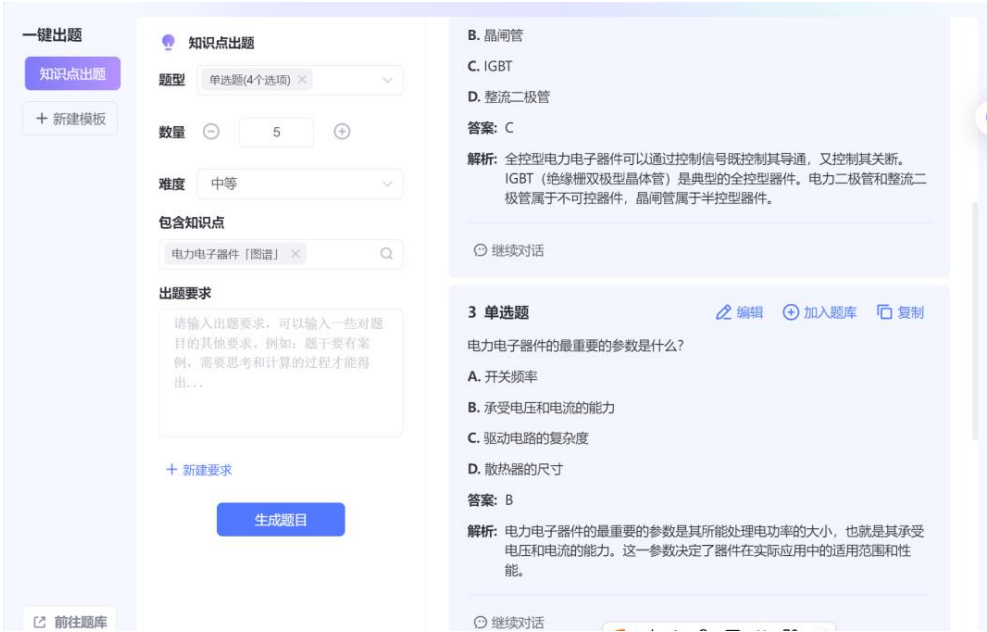 一键出题
知识点出题
+ 新建模板
前往题库
知识点出题
题型 单选题(4个选项) ×
数量 5
难度 中等
包含知识点
电力电子器件「图谱」 ×
出题要求
请输入出题要求，可以输入一些对题
目的其他要求。例如：题干要有案
例，需要思考和计算的过程才能得
出...
+ 新建要求
生成题目
B. 晶闸管
C. IGBT
D. 整流二极管
答案: C
解析: 全控型电力电子器件可以通过控制信号既控制其导通，又控制其关断。
IGBT（绝缘栅双极型晶体管）是典型的全控型器件。电力二极管和整流二
极管属于不可控器件，晶闸管属于半控型器件。
继续对话
3 单选题 编辑 加入题库 复制
电力电子器件的最重要的参数是什么?
A. 开关频率
B. 承受电压和电流的能力
C. 驱动电路的复杂度
D. 散热器的尺寸
答案: B
解析: 电力电子器件的最重要的参数是其所能处理电功率的大小，也就是其承受
电压和电流的能力。这一参数决定了器件在实际应用中的适用范围和性
能。
继续对话